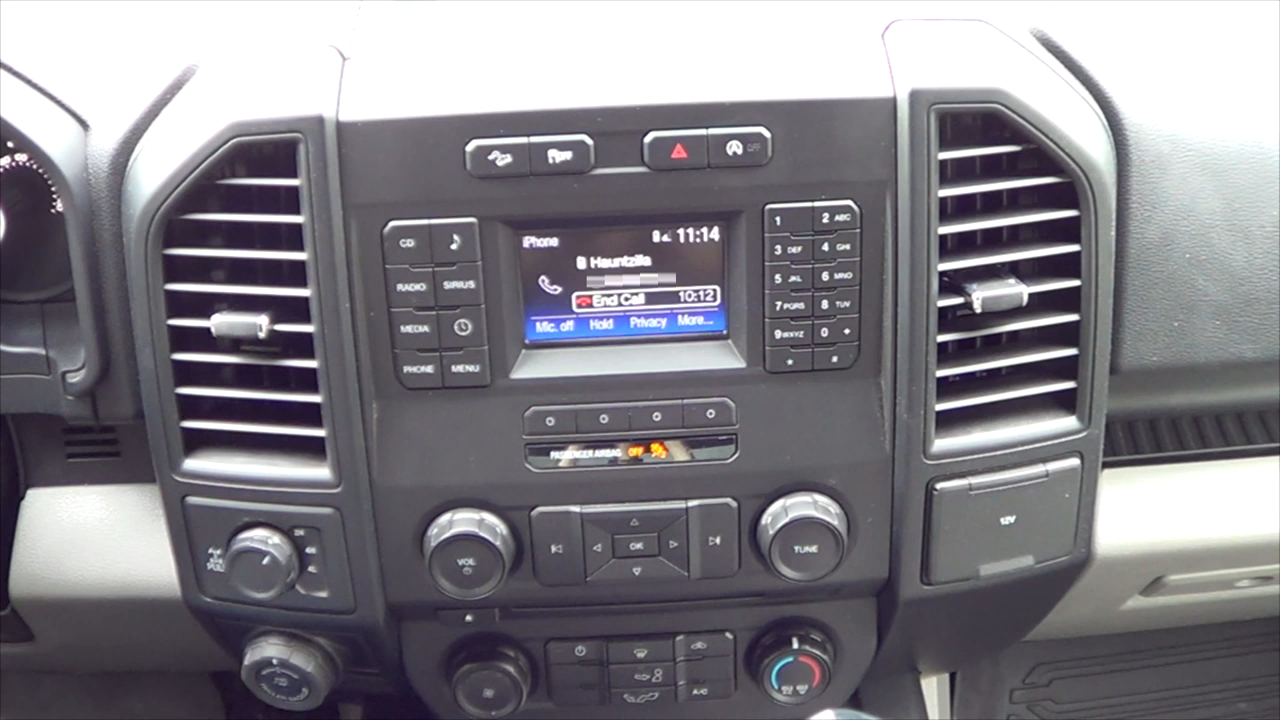 OFF
iPhone 11:14
Hauntzilla
End Call 10:12
Mic. off Hold Privacy More...
CD
RADIO SIRIUS
MEDIA
PHONE MENU
1 2 ABC
3 DEF 4 GHI
5 JKL 6 MNO
7 PQRS 8 TUV
9 WXYZ 0 +
* #
PASSENGER AIRBAG OFF
VOL
OK
TUNE
12V
A/C